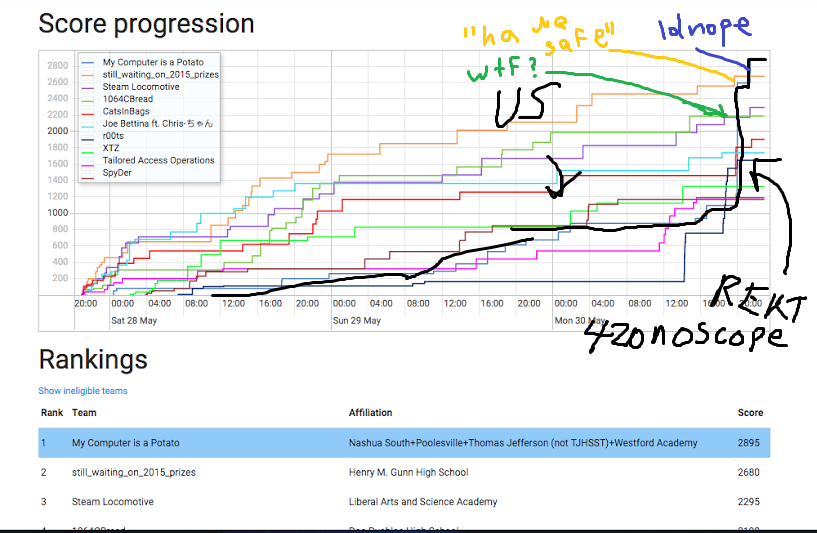 Score progression
"ha we safe"
idnope
wtf?
US
2800
2600
2400
2200
2000
1800
1600
1400
1200
1000
800
600
400
200
My Computer is a Potato
still_waiting_on_2015_prizes
Steam Locomotive
1064CBread
CatsInBags
Joe Bettina ft. Chris-ちゃん
r00ts
XTZ
Tailored Access Operations
SpyDer
20:00 00:00 04:00 08:00 12:00 16:00 20:00 00:00 04:00 08:00 12:00 16:00 20:00 00:00 04:00 08:00 12:00 16:00 20:00
Sat 28 May Sun 29 May Mon 30 May
REKT
4zonoscope
Rankings
Show ineligible teams
Rank Team Affiliation Score
1 My Computer is a Potato Nashua South+Poolesville+Thomas Jefferson (not TJHSST)+Westford Academy 2895
2 still_waiting_on_2015_prizes Henry M. Gunn High School 2680
3 Steam Locomotive Liberal Arts and Science Academy 2295